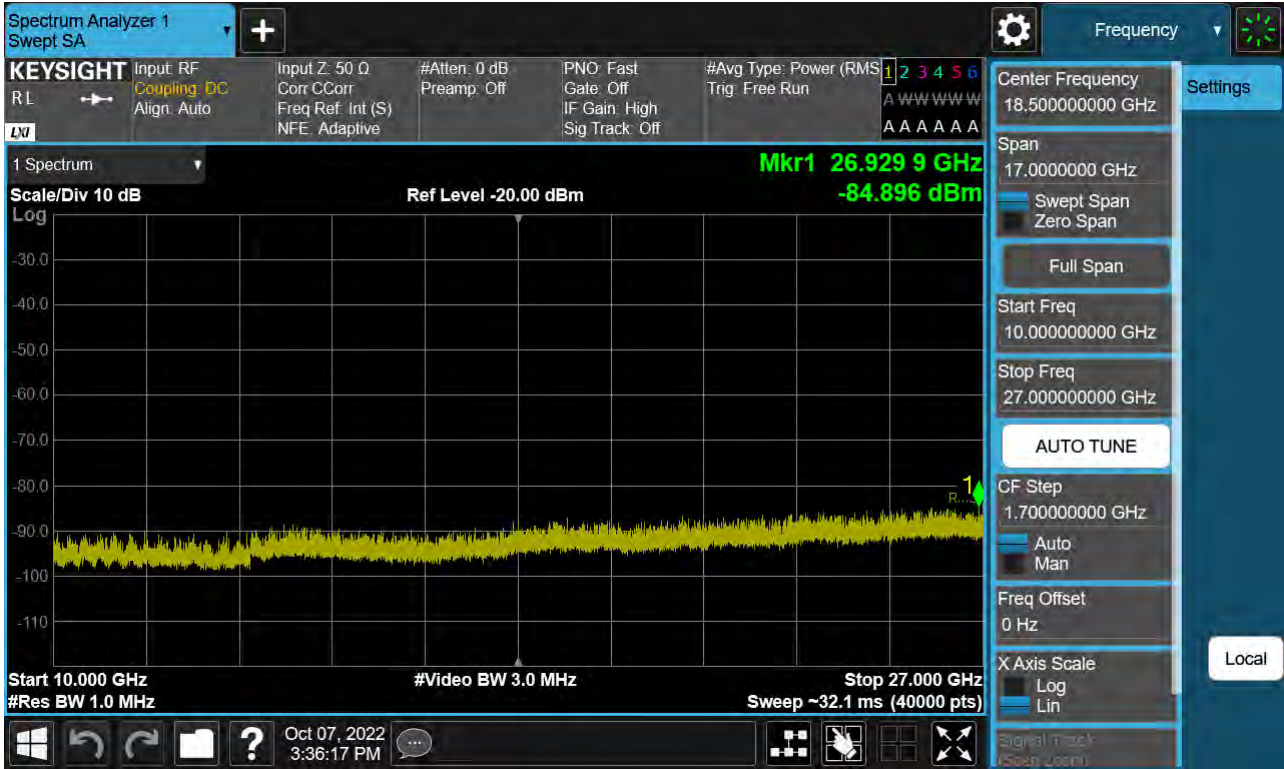 Spectrum Analyzer 1
Swept SA
+
Frequency
KEYSIGHT
R L
LXI
Input: RF
Coupling: DC
Align: Auto
Input Z: 50 Ω
Corr CCorr
Freq Ref: Int (S)
NFE: Adaptive
#Atten: 0 dB
Preamp: Off
PNO: Fast
Gate: Off
IF Gain: High
Sig Track: Off
#Avg Type: Power (RMS
Trig: Free Run
1 2 3 4 5 6
A W W W W W
A A A A A A
1 Spectrum
Scale/Div 10 dB
Log
Ref Level -20.00 dBm
Mkr1 26.929 9 GHz
-84.896 dBm
-30.0
-40.0
-50.0
-60.0
-70.0
-80.0
-90.0
-100
-110
1
Start 10.000 GHz
#Res BW 1.0 MHz
#Video BW 3.0 MHz
Stop 27.000 GHz
Sweep ~32.1 ms (40000 pts)
Center Frequency
18.500000000 GHz
Span
17.0000000 GHz
Swept Span
Zero Span
Full Span
Start Freq
10.000000000 GHz
Stop Freq
27.000000000 GHz
AUTO TUNE
CF Step
1.700000000 GHz
Auto
Man
Freq Offset
0 Hz
X Axis Scale
Log
Lin
Signal Track
(Span Zoom)
Settings
Local
?
Oct 07, 2022
3:36:17 PM